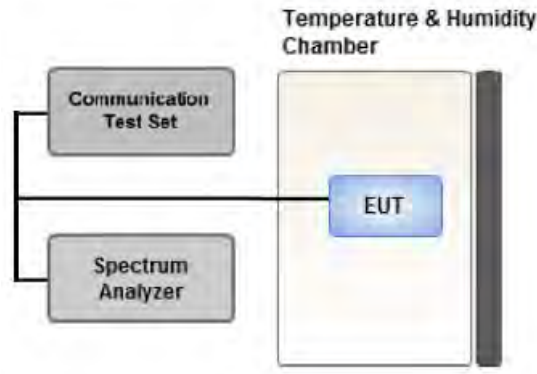 Temperature & Humidity
Chamber
Communication
Test Set
EUT
Spectrum
Analyzer